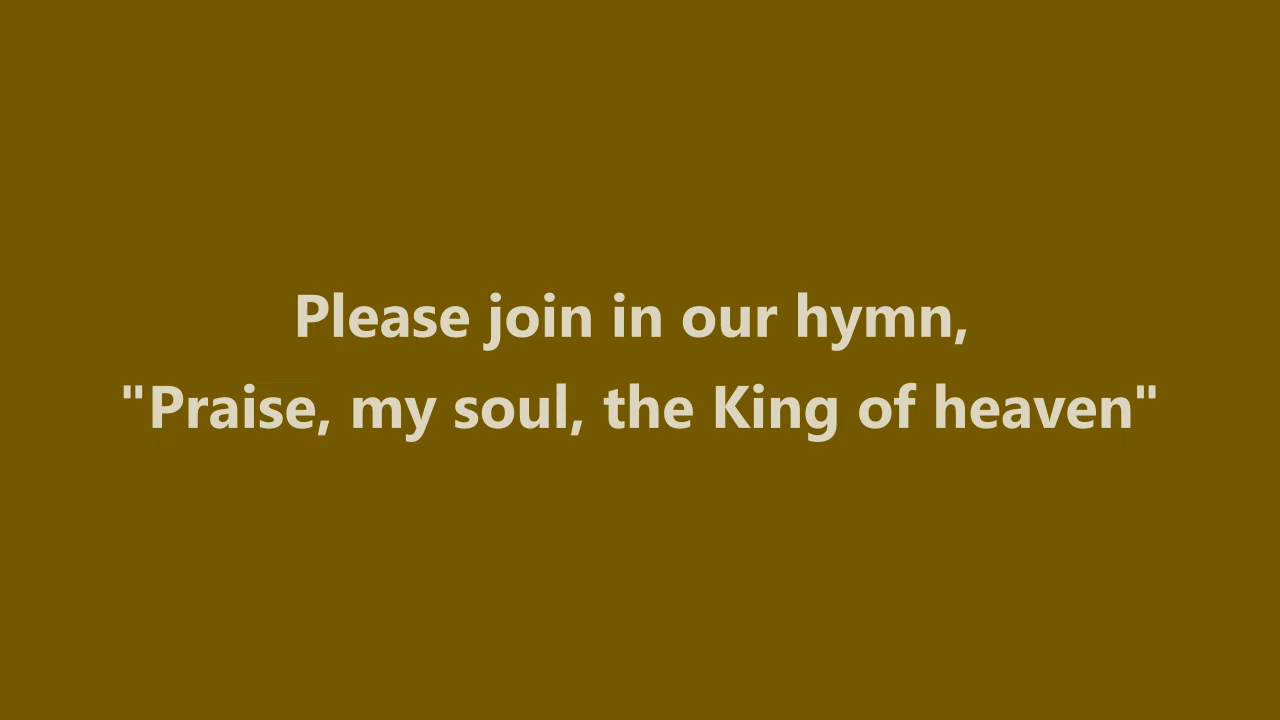 Please join in our hymn,
"Praise, my soul, the King of heaven"